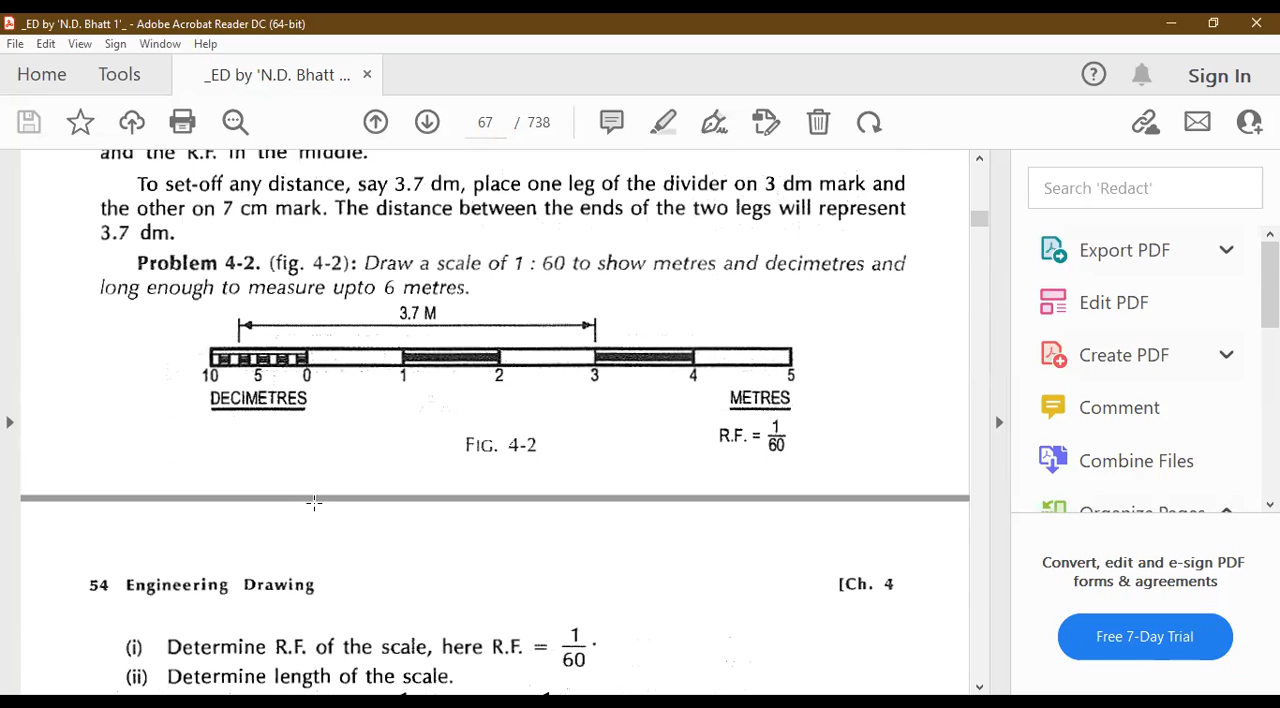 _ED by 'N.D. Bhatt 1'_ - Adobe Acrobat Reader DC (64-bit)
File Edit View Sign Window Help
Home Tools _ED by 'N.D. Bhatt ... ×
? Sign In
67 / 738
and the R.F. in the middle.
To set-off any distance, say 3.7 dm, place one leg of the divider on 3 dm mark and
the other on 7 cm mark. The distance between the ends of the two legs will represent
3.7 dm.
Problem 4-2. (fig. 4-2): Draw a scale of 1 : 60 to show metres and decimetres and
long enough to measure upto 6 metres.
3.7 M
10 5 0 1 2 3 4 5
DECIMETRES METRES
R.F. = 1/60
FIG. 4-2
54 Engineering Drawing [Ch. 4
(i) Determine R.F. of the scale, here R.F. = 1/60 .
(ii) Determine length of the scale.
Search 'Redact'
Export PDF
Edit PDF
Create PDF
Comment
Combine Files
Organize Pages
Convert, edit and e-sign PDF
forms & agreements
Free 7-Day Trial